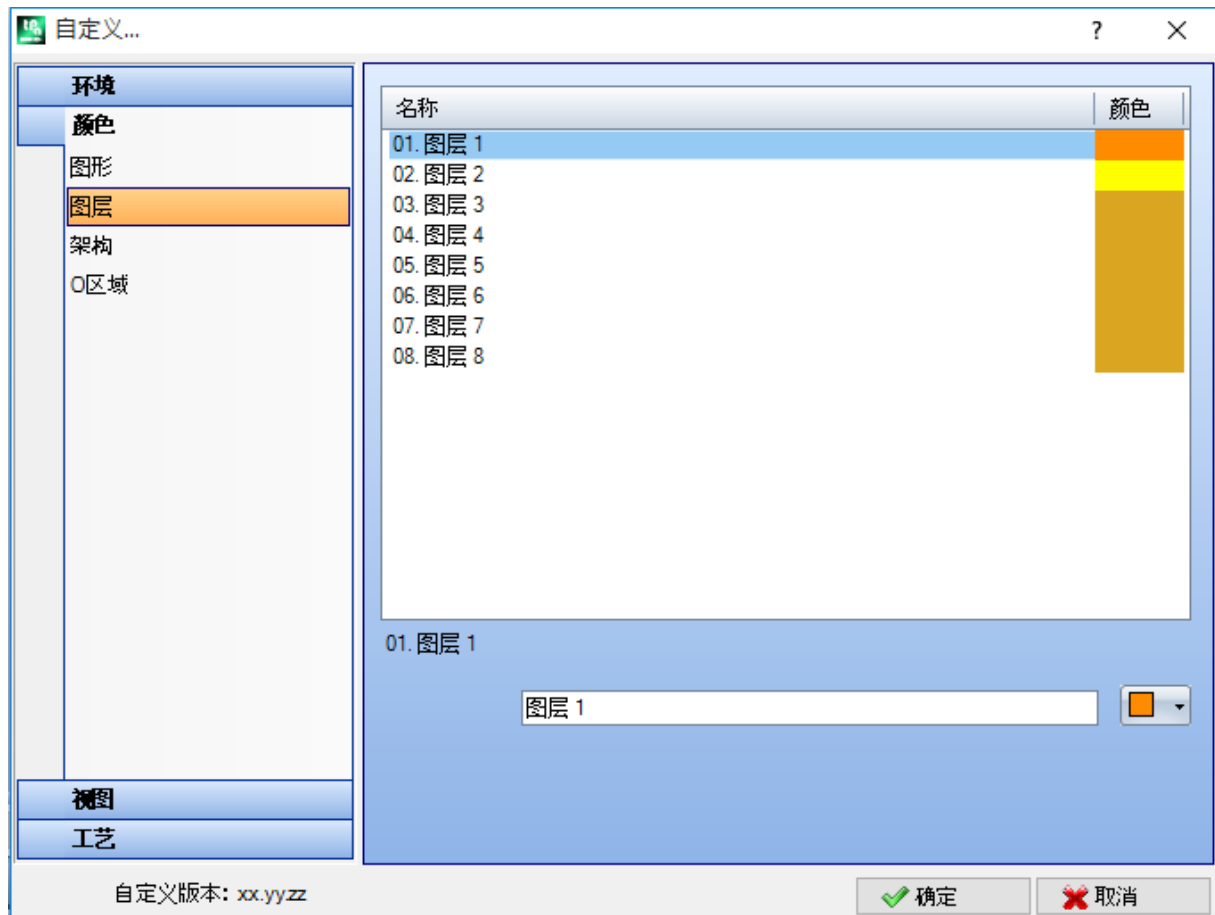 自定义...
?
环境
颜色
图形
图层
架构
O区域
视图
工艺
名称 颜色
01. 图层 1
02. 图层 2
03. 图层 3
04. 图层 4
05. 图层 5
06. 图层 6
07. 图层 7
08. 图层 8
01. 图层 1
图层 1
自定义版本: xx.yy.zz
确定 取消